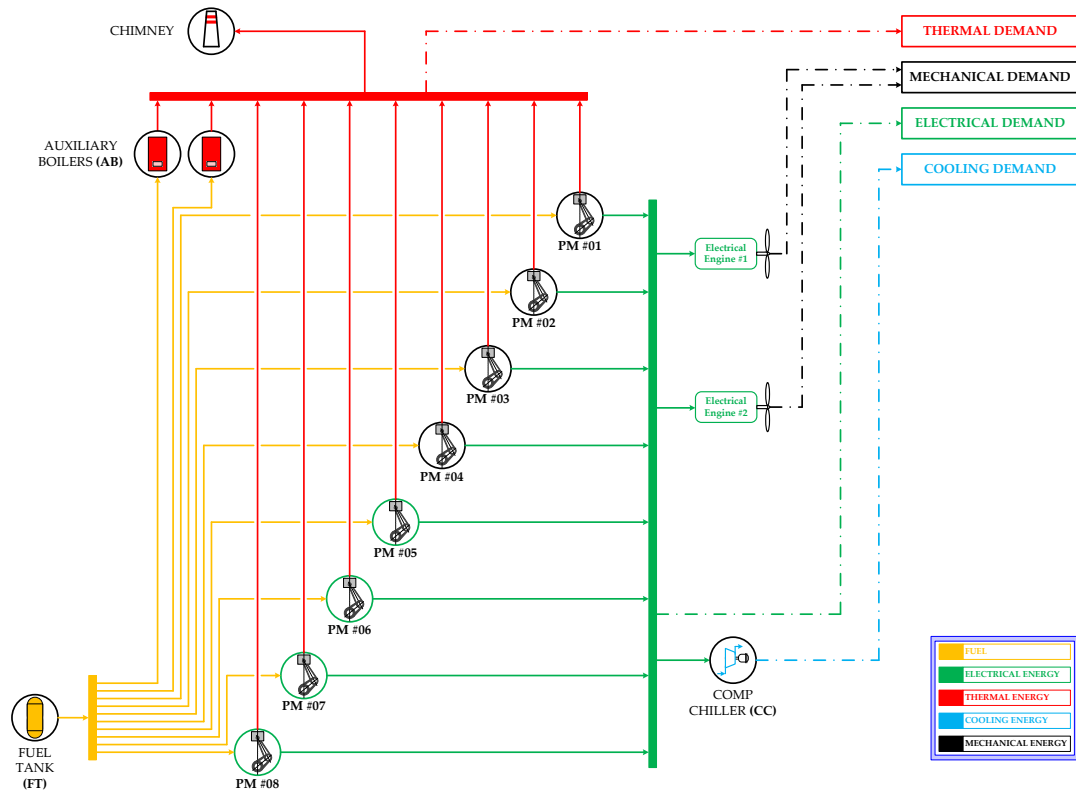 CHIMNEY
THERMAL DEMAND
MECHANICAL DEMAND
ELECTRICAL DEMAND
COOLING DEMAND
AUXILIARY
BOILERS (AB)
PM #01
Electrical
Engine #1
PM #02
PM #03
Electrical
Engine #2
PM #04
PM #05
PM #06
PM #07
COMP
CHILLER (CC)
FUEL
TANK
(FT)
PM #08
FUEL
ELECTRICAL ENERGY
THERMAL ENERGY
COOLING ENERGY
MECHANICAL ENERGY